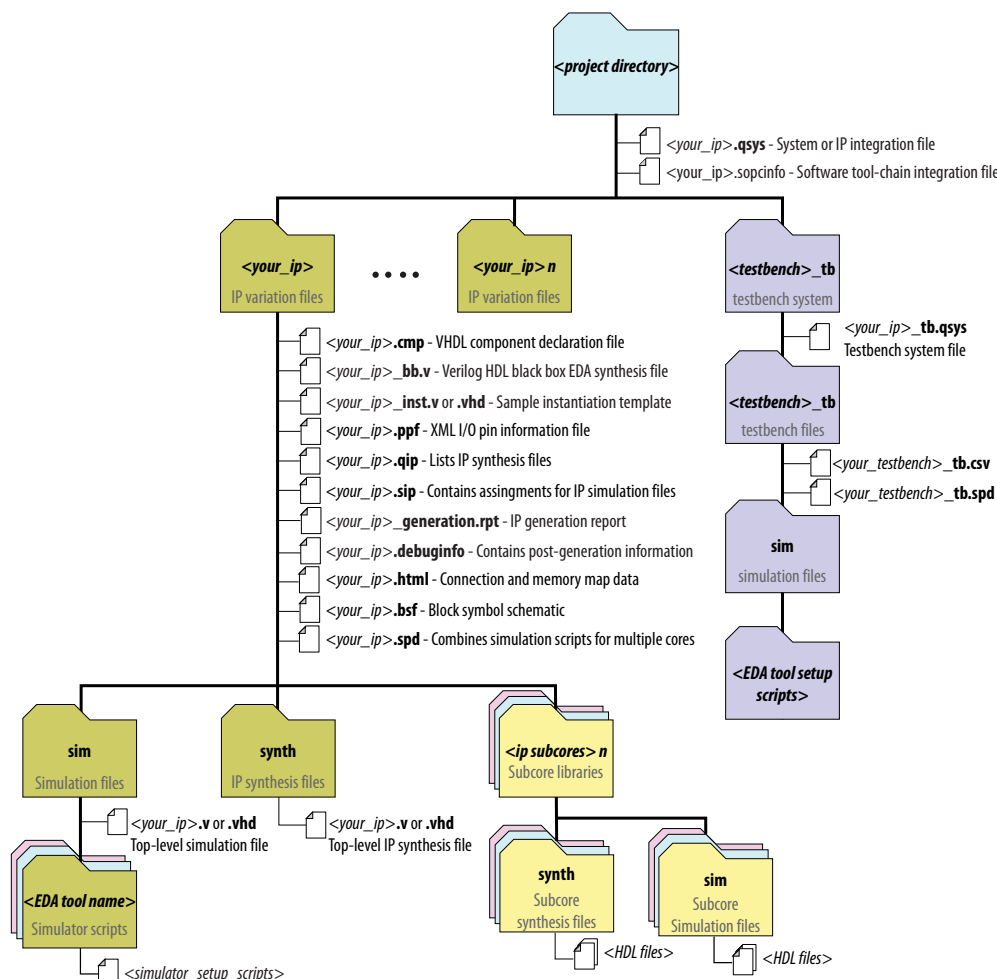 <project directory>
<your_ip>.qsys - System or IP integration file
<your_ip>.sopcinfo - Software tool-chain integration file
<your_ip>
IP variation files
....
<your_ip> n
IP variation files
<testbench>_tb
testbench system
<your_ip>_tb.qsys
Testbench system file
<your_ip>.cmp - VHDL component declaration file
<your_ip>_bb.v - Verilog HDL black box EDA synthesis file
<your_ip>_inst.v or .vhd - Sample instantiation template
<your_ip>.ppf - XML I/O pin information file
<your_ip>.qip - Lists IP synthesis files
<your_ip>.sip - Contains assingments for IP simulation files
<your_ip>_generation.rpt - IP generation report
<your_ip>.debuginfo - Contains post-generation information
<your_ip>.html - Connection and memory map data
<your_ip>.bsf - Block symbol schematic
<your_ip>.spd - Combines simulation scripts for multiple cores
<testbench>_tb
testbench files
<your_testbench>_tb.csv
<your_testbench>_tb.spd
sim
simulation files
<EDA tool setup
scripts>
sim
Simulation files
<your_ip>.v or .vhd
Top-level simulation file
<EDA tool name>
Simulator scripts
<simulator_setup_scripts>
synth
IP synthesis files
<your_ip>.v or .vhd
Top-level IP synthesis file
<ip subcores> n
Subcore libraries
synth
Subcore
synthesis files
<HDL files>
sim
Subcore
Simulation files
<HDL files>